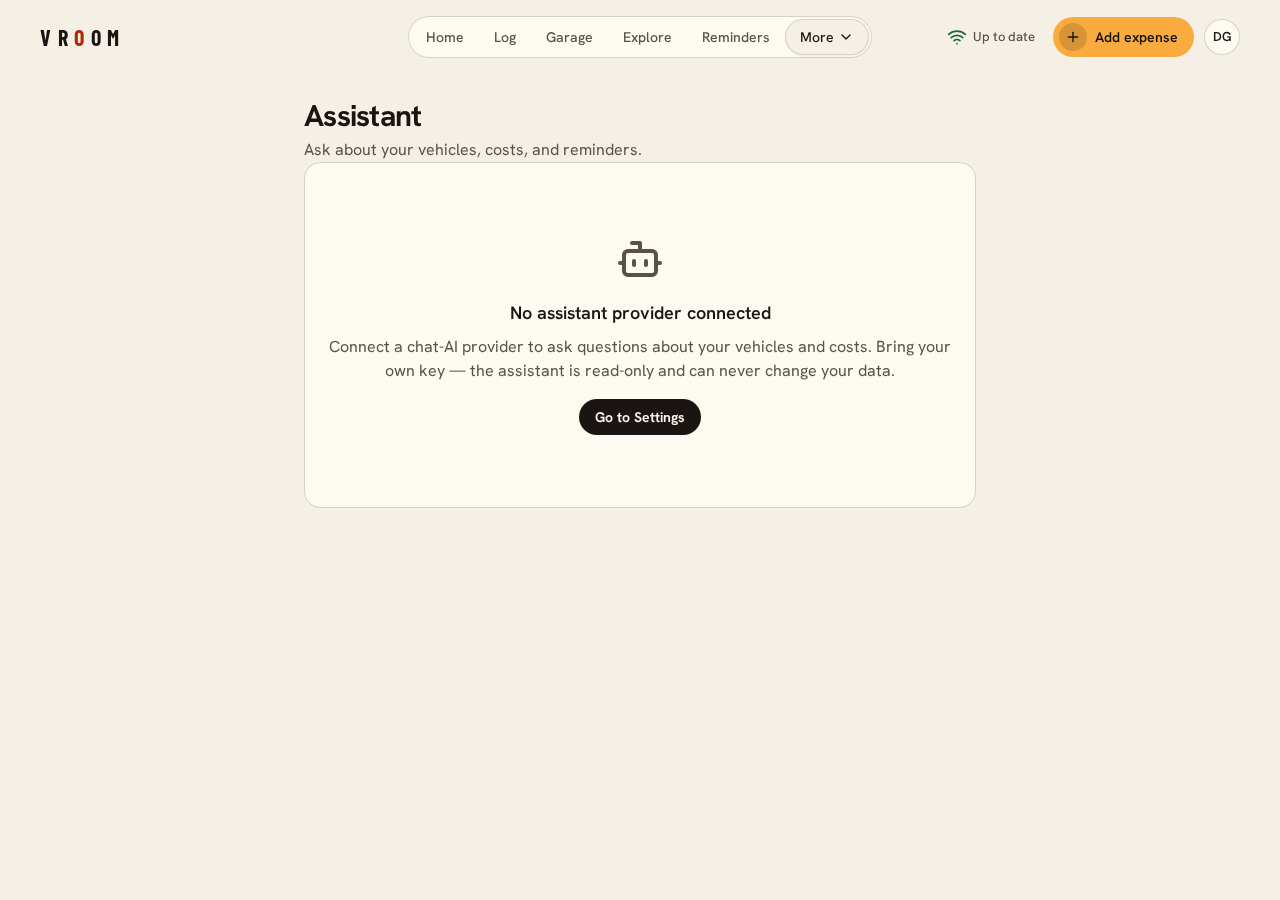 VROOM
Home
Log
Garage
Explore
Reminders
More
Up to date
Add expense
DG
Assistant
Ask about your vehicles, costs, and reminders.
No assistant provider connected
Connect a chat-AI provider to ask questions about your vehicles and costs. Bring your
own key — the assistant is read-only and can never change your data.
Go to Settings